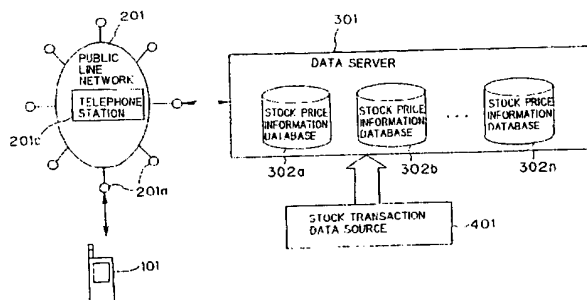 201
PUBLIC
LINE
NETWORK
TELEPHONE
STATION
201c
201a
101
301
DATA SERVER
STOCK PRICE
INFORMATION
DATABASE
302a
STOCK PRICE
INFORMATION
DATABASE
302b
...
STOCK PRICE
INFORMATION
DATABASE
302n
STOCK TRANSACTION
DATA SOURCE
401